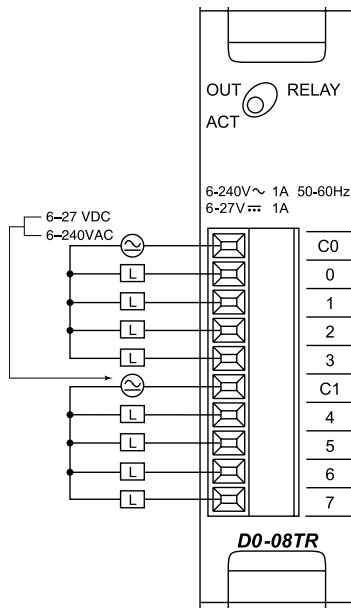 OUT RELAY
ACT
6-240V∼ 1A 50-60Hz
6-27V⎓ 1A
6–27 VDC
6–240VAC
C0
L 0
L 1
L 2
L 3
C1
L 4
L 5
L 6
L 7
D0-08TR